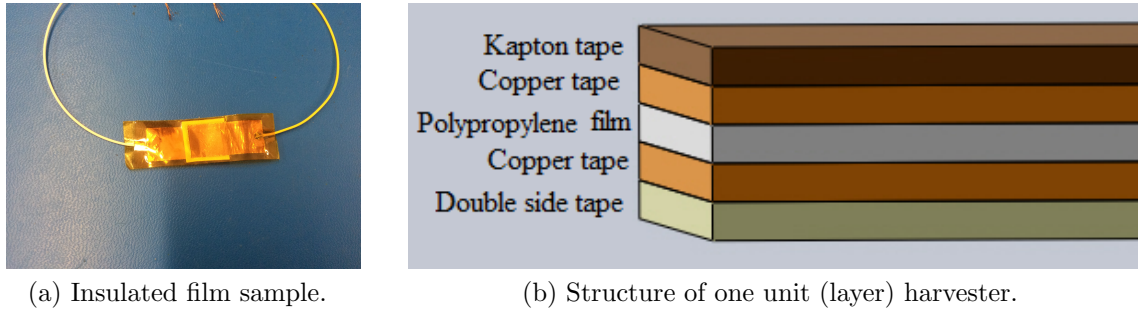 Kapton tape
Copper tape
Polypropylene film
Copper tape
Double side tape
(a) Insulated film sample.
(b) Structure of one unit (layer) harvester.